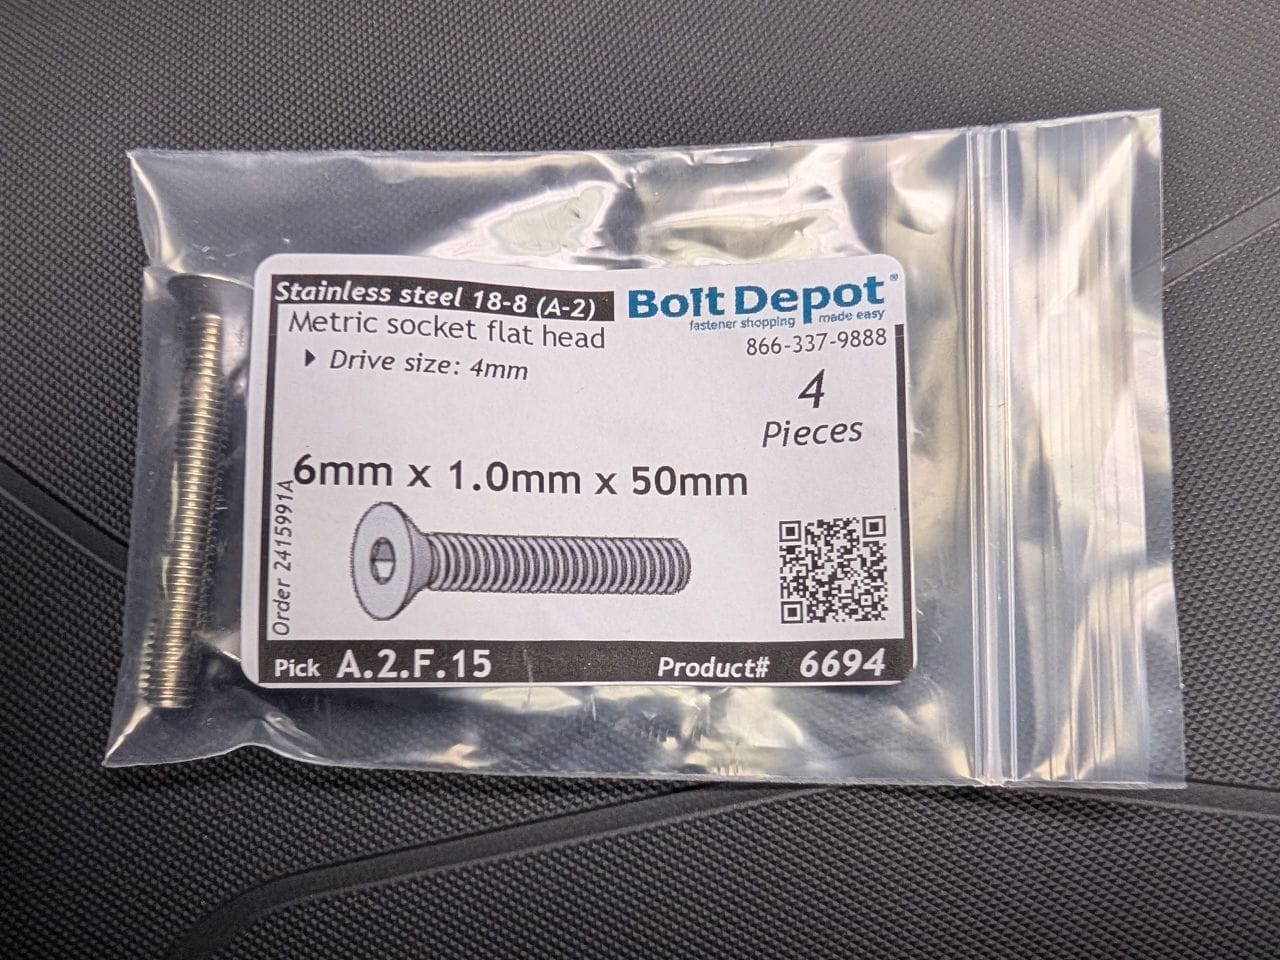 Stainless steel 18-8 (A-2)
Metric socket flat head
Drive size: 4mm
Bolt Depot®
fastener shopping made easy
866-337-9888
4
Pieces
6mm x 1.0mm x 50mm
Order 2415991A
Pick A.2.F.15
Product# 6694